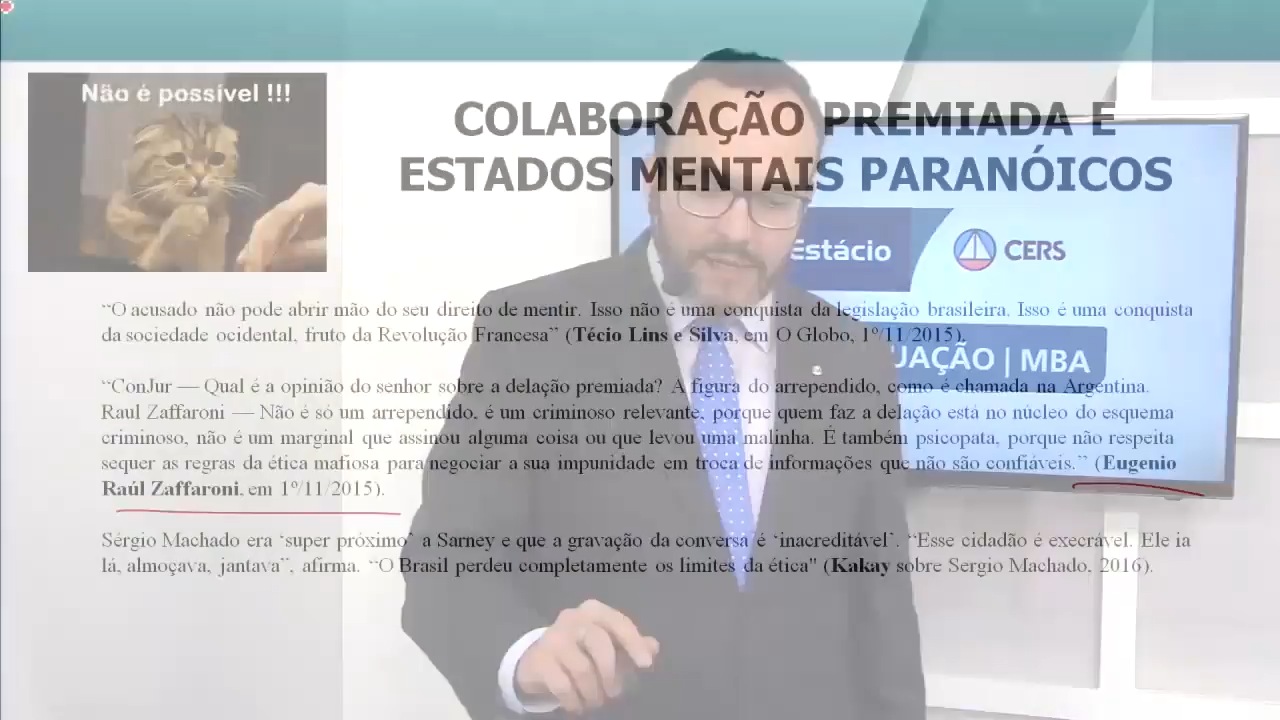 Não é possível !!!
COLABORAÇÃO PREMIADA E
ESTADOS MENTAIS PARANÓICOS
Estácio
CERS
UAÇÃO | MBA
“O acusado não pode abrir mão do seu direito de mentir. Isso não é uma conquista da legislação brasileira. Isso é uma conquista
da sociedade ocidental, fruto da Revolução Francesa” (Técio Lins e Silva, em O Globo, 1º/11/2015).
“ConJur — Qual é a opinião do senhor sobre a delação premiada? A figura do arrependido, como é chamada na Argentina.
Raul Zaffaroni — Não é só um arrependido, é um criminoso relevante, porque quem faz a delação está no núcleo do esquema
criminoso, não é um marginal que assinou alguma coisa ou que levou uma malinha. É também psicopata, porque não respeita
sequer as regras da ética mafiosa para negociar a sua impunidade em troca de informações que não são confiáveis.” (Eugenio
Raúl Zaffaroni, em 1º/11/2015).
Sérgio Machado era ‘super próximo’ a Sarney e que a gravação da conversa é ‘inacreditável’. “Esse cidadão é execrável. Ele ia
lá, almoçava, jantava”, afirma. “O Brasil perdeu completamente os limites da ética" (Kakay sobre Sergio Machado, 2016).